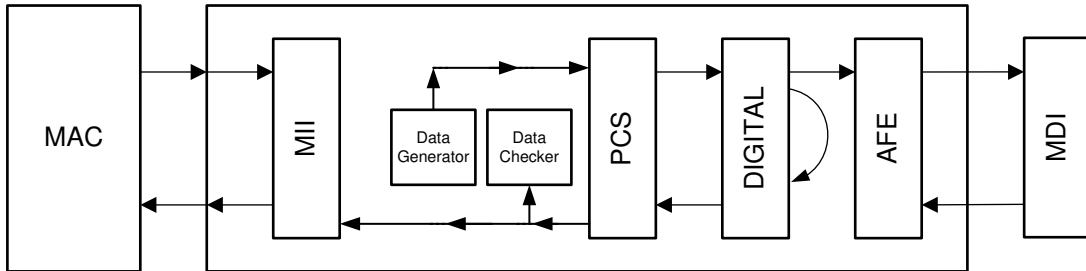 MAC
MII
Data
Generator
Data
Checker
PCS
DIGITAL
AFE
MDI